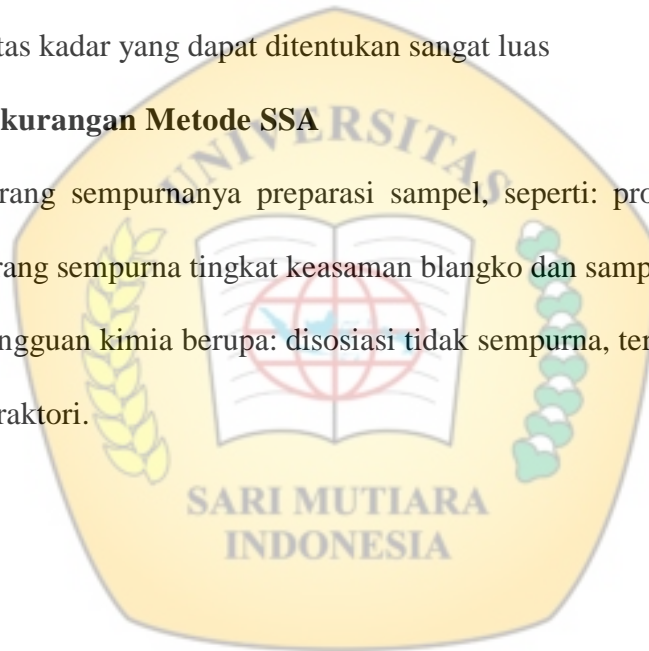 tas kadar yang dapat ditentukan sangat luas
kurangan Metode SSA
rang sempurnanya preparasi sampel, seperti: pro
rang sempurna tingkat keasaman blangko dan samp
ngguan kimia berupa: disosiasi tidak sempurna, ter
raktori.
UNIVERSITAS
SARI MUTIARA
INDONESIA